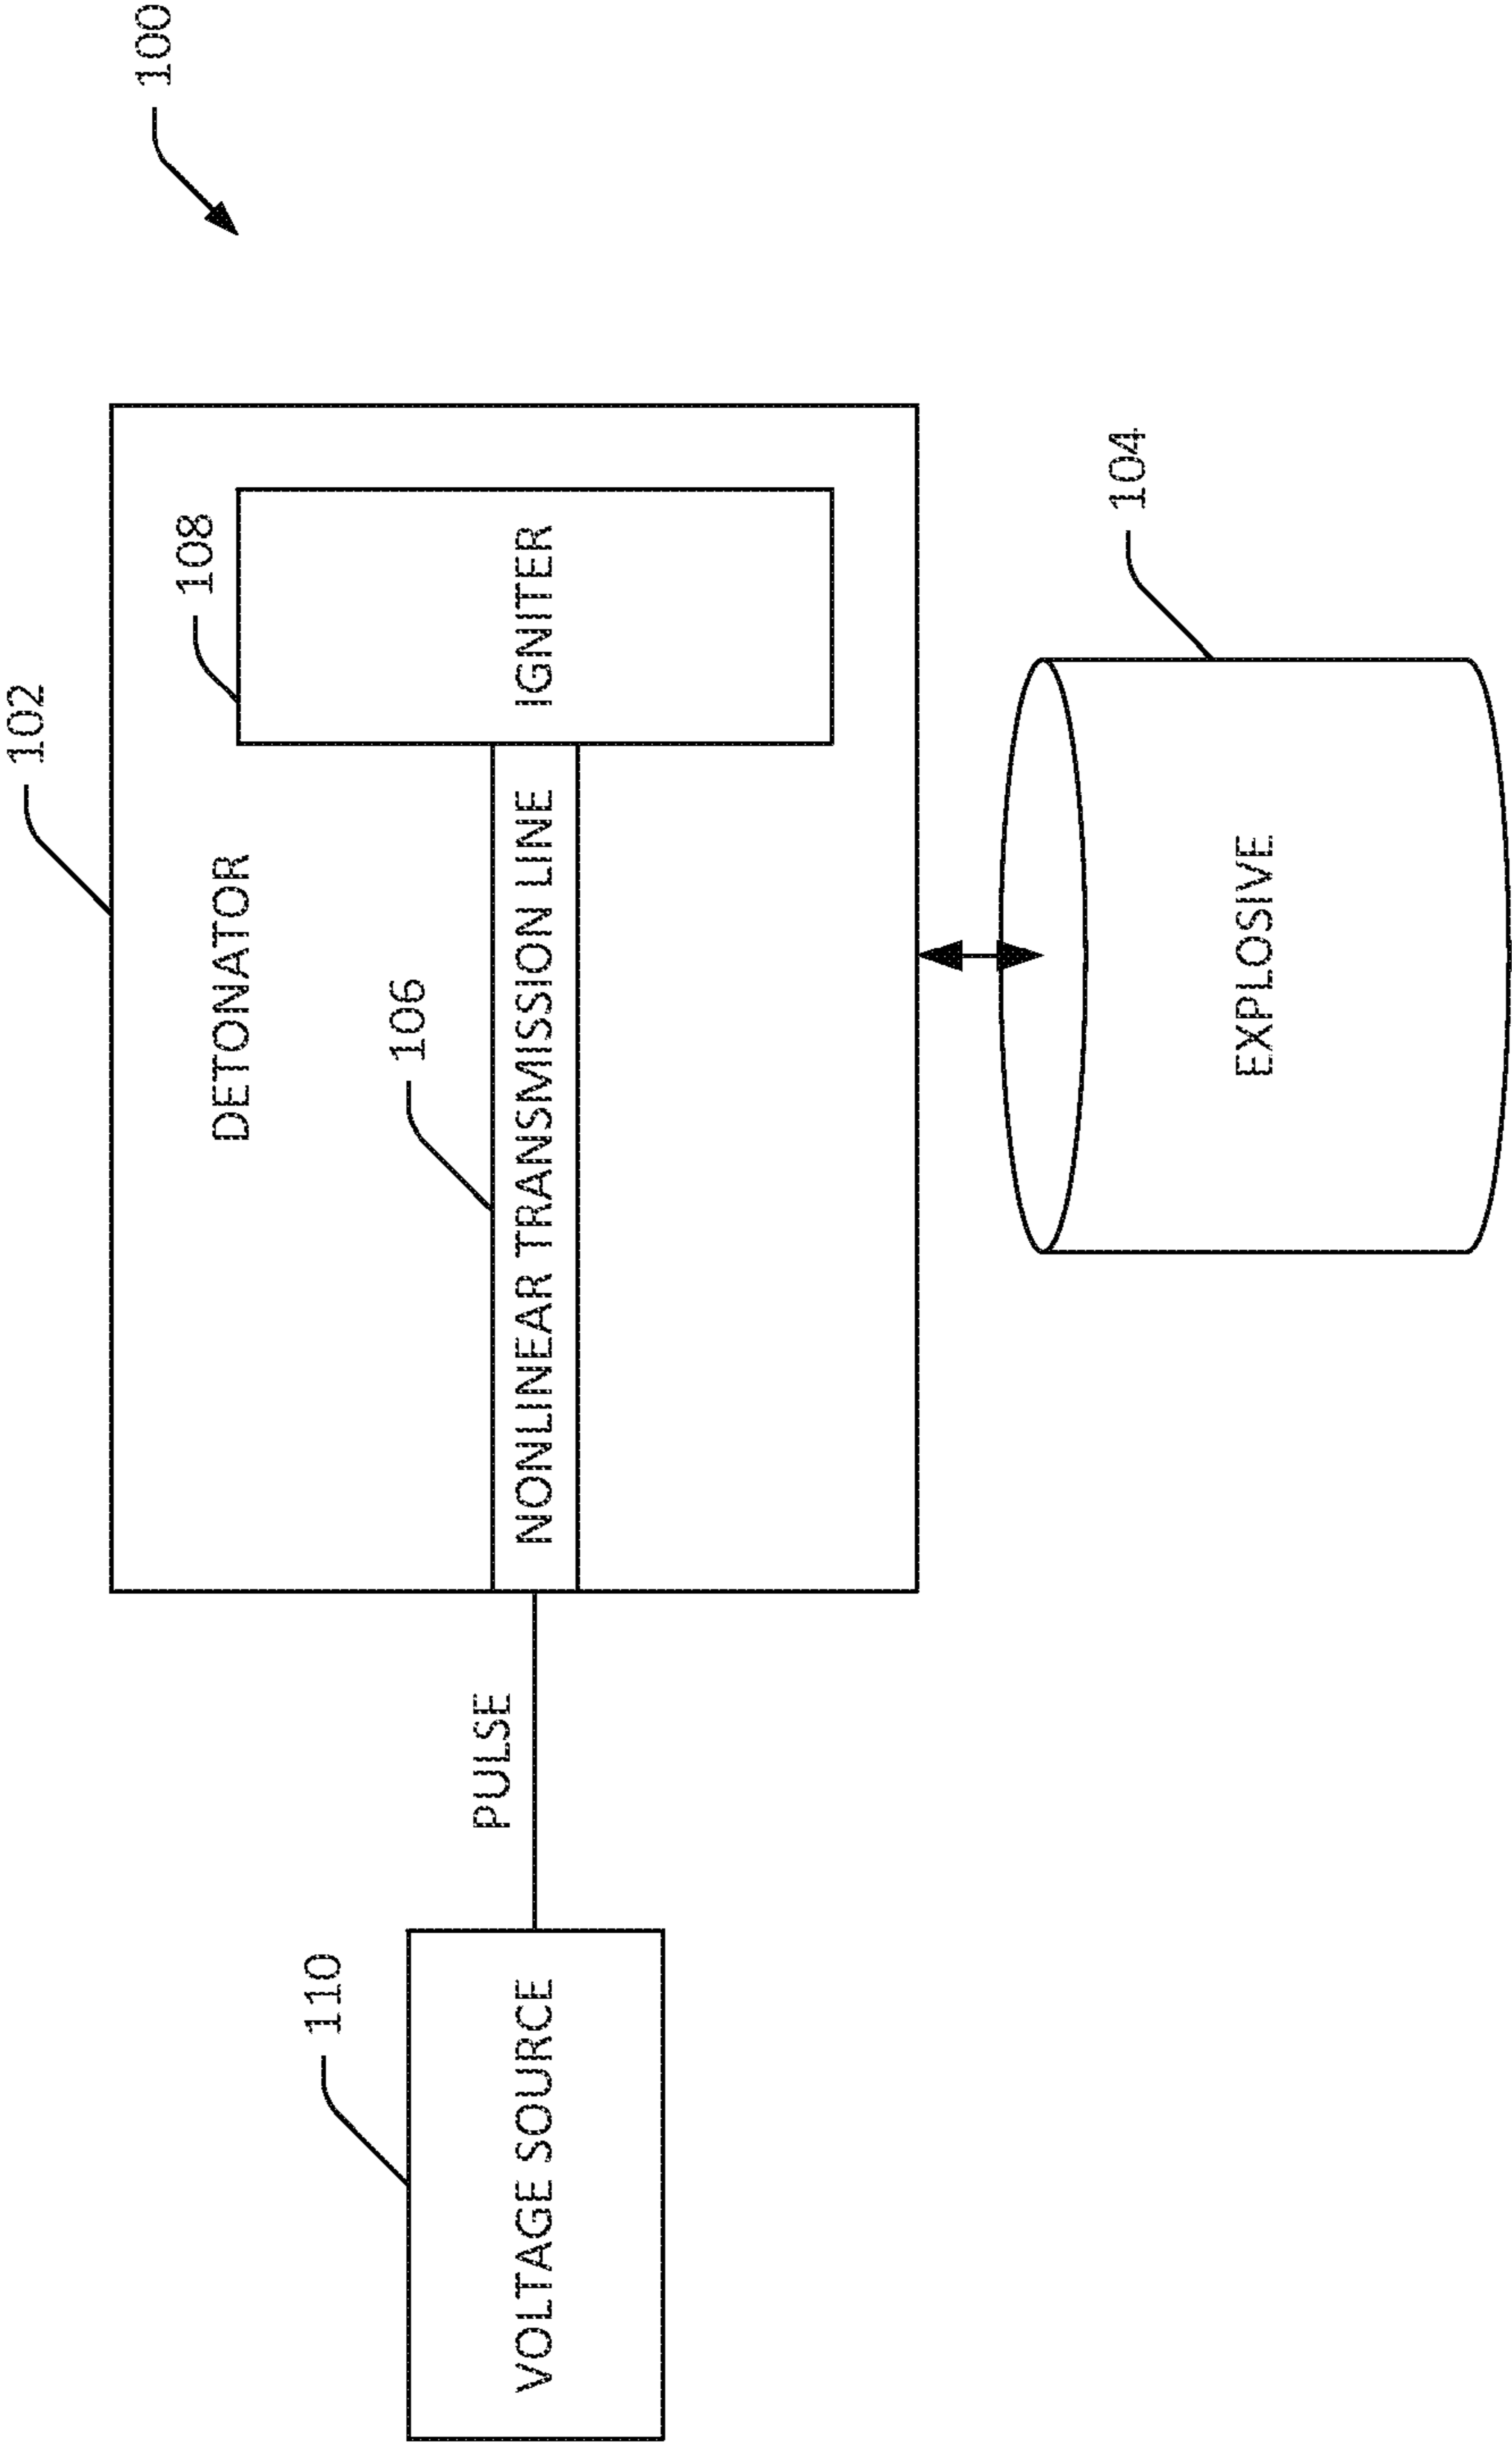 100
102
DETONATOR
108
106
NONLINEAR TRANSMISSION LINE
IGNITER
110
VOLTAGE SOURCE
PULSE
104
EXPLOSIVE